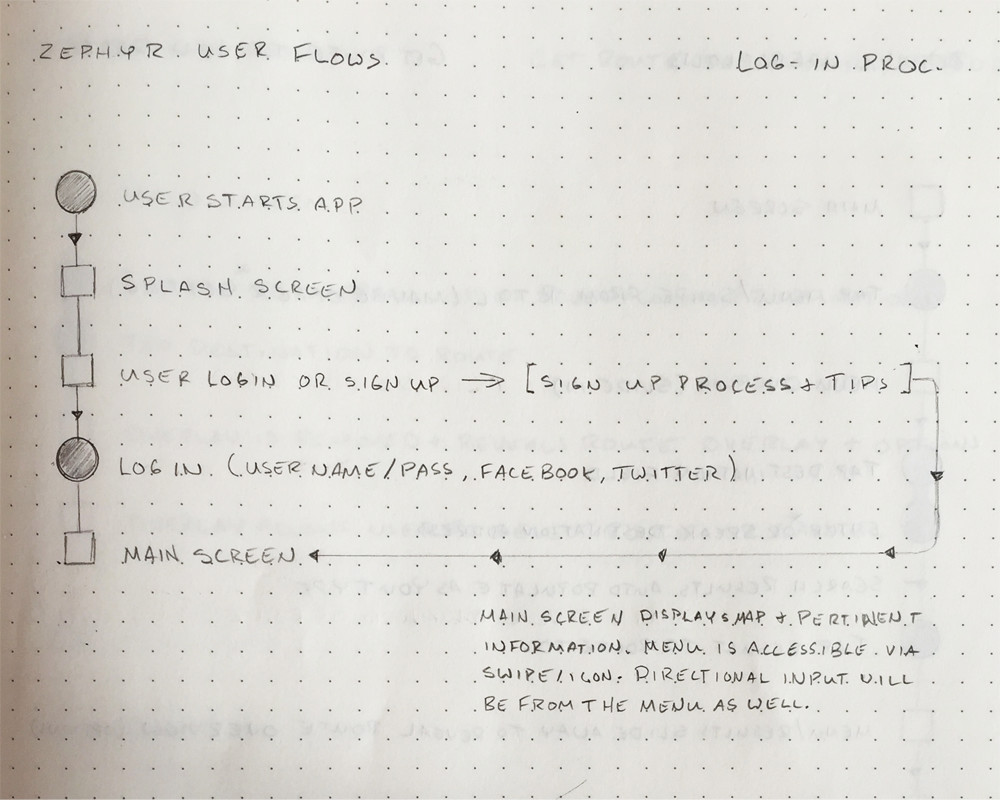 ZEPHYR USER FLOWS
LOG-IN PROC.
USER STARTS APP
SPLASH SCREEN
USER LOGIN OR SIGN UP → [SIGN UP PROCESS + TIPS]
LOG IN (USER NAME/PASS, FACEBOOK, TWITTER)
MAIN SCREEN
MAIN SCREEN DISPLAYS MAP + PERTINENT
INFORMATION. MENU IS ACCESSIBLE VIA
SWIPE/ICON. DIRECTIONAL INPUT WILL
BE FROM THE MENU AS WELL.